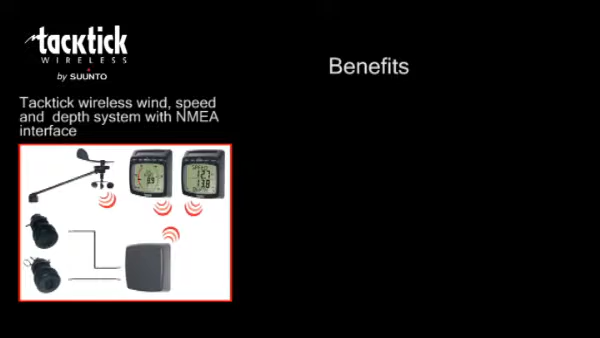 tacktick
WIRELESS
by SUUNTO
Benefits
Tacktick wireless wind, speed
and depth system with NMEA
interface